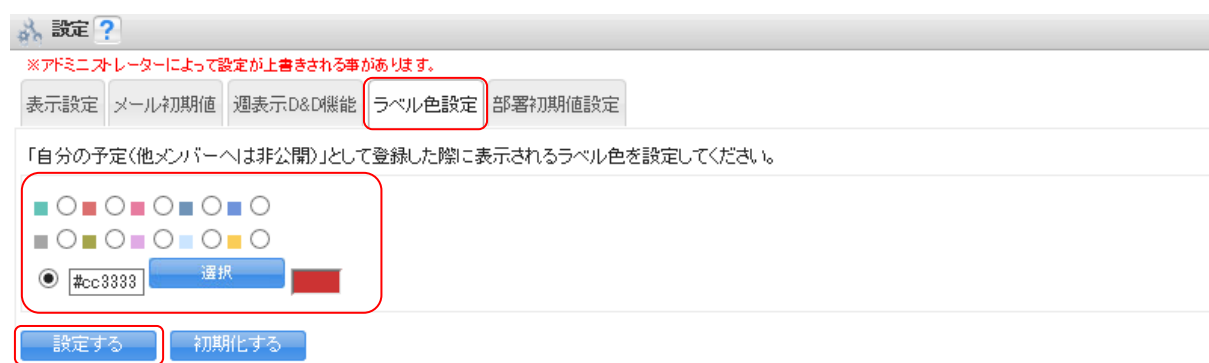 設定 ?
※アドミニストレーターによって設定が上書きされる事があります。
表示設定 メール初期値 週表示D&D機能 ラベル色設定 部署初期値設定
「自分の予定(他メンバーへは非公開)」として登録した際に表示されるラベル色を設定してください。
#cc3333 選択
設定する 初期化する